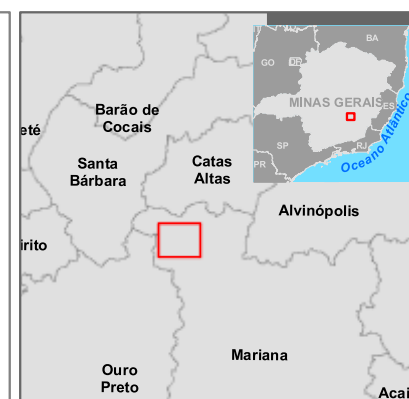 BA
GO
DF
MINAS GERAIS
ES
SP
RJ
PR
Oceano Atlântico
Barão de
Cocais
eté
Santa
Bárbara
Catas
Altas
Alvinópolis
irito
Mariana
Ouro
Preto
Acai